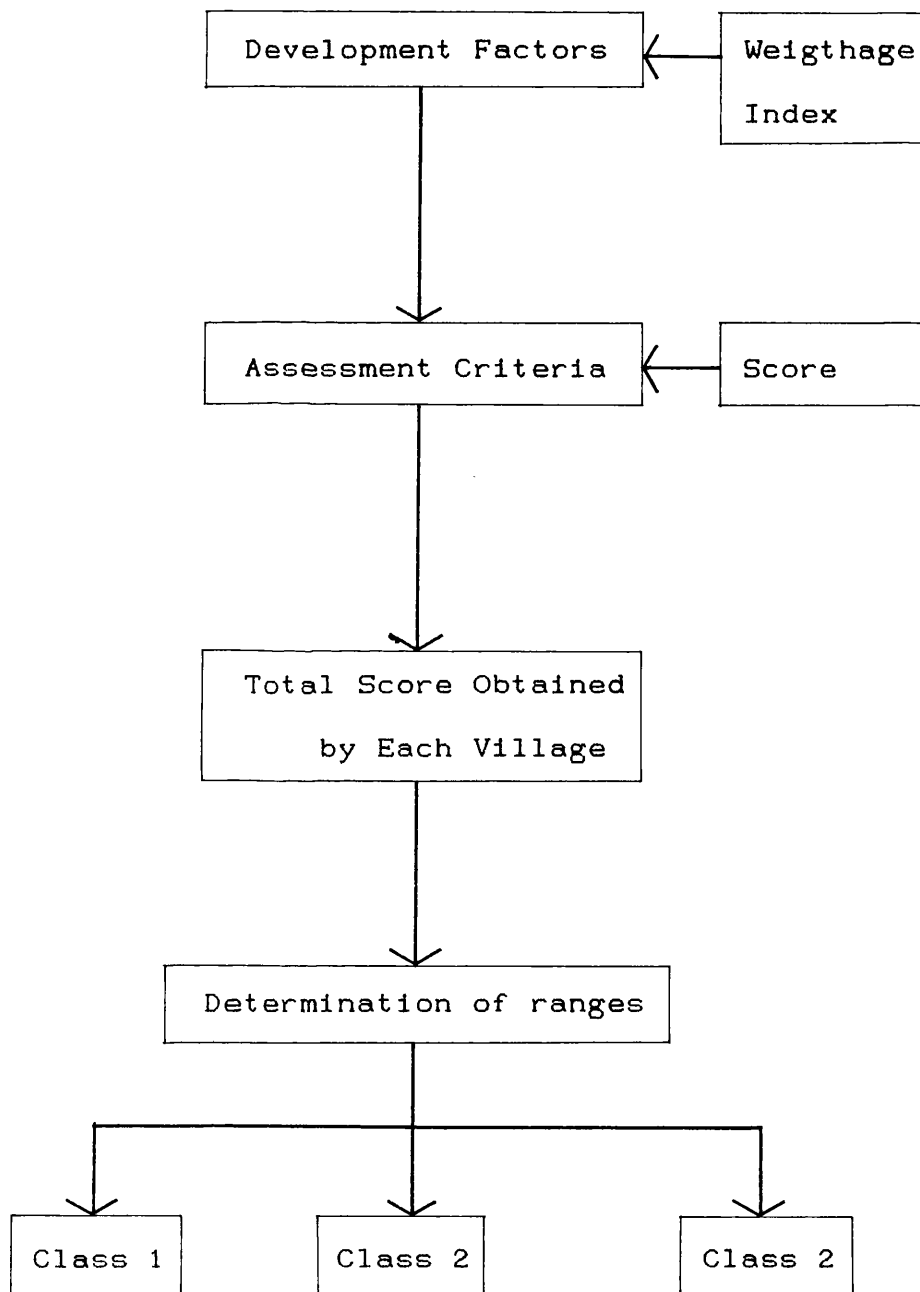 Development Factors
Weigthage
Index
Assessment Criteria
Score
Total Score Obtained
by Each Village
Determination of ranges
Class 1
Class 2
Class 2